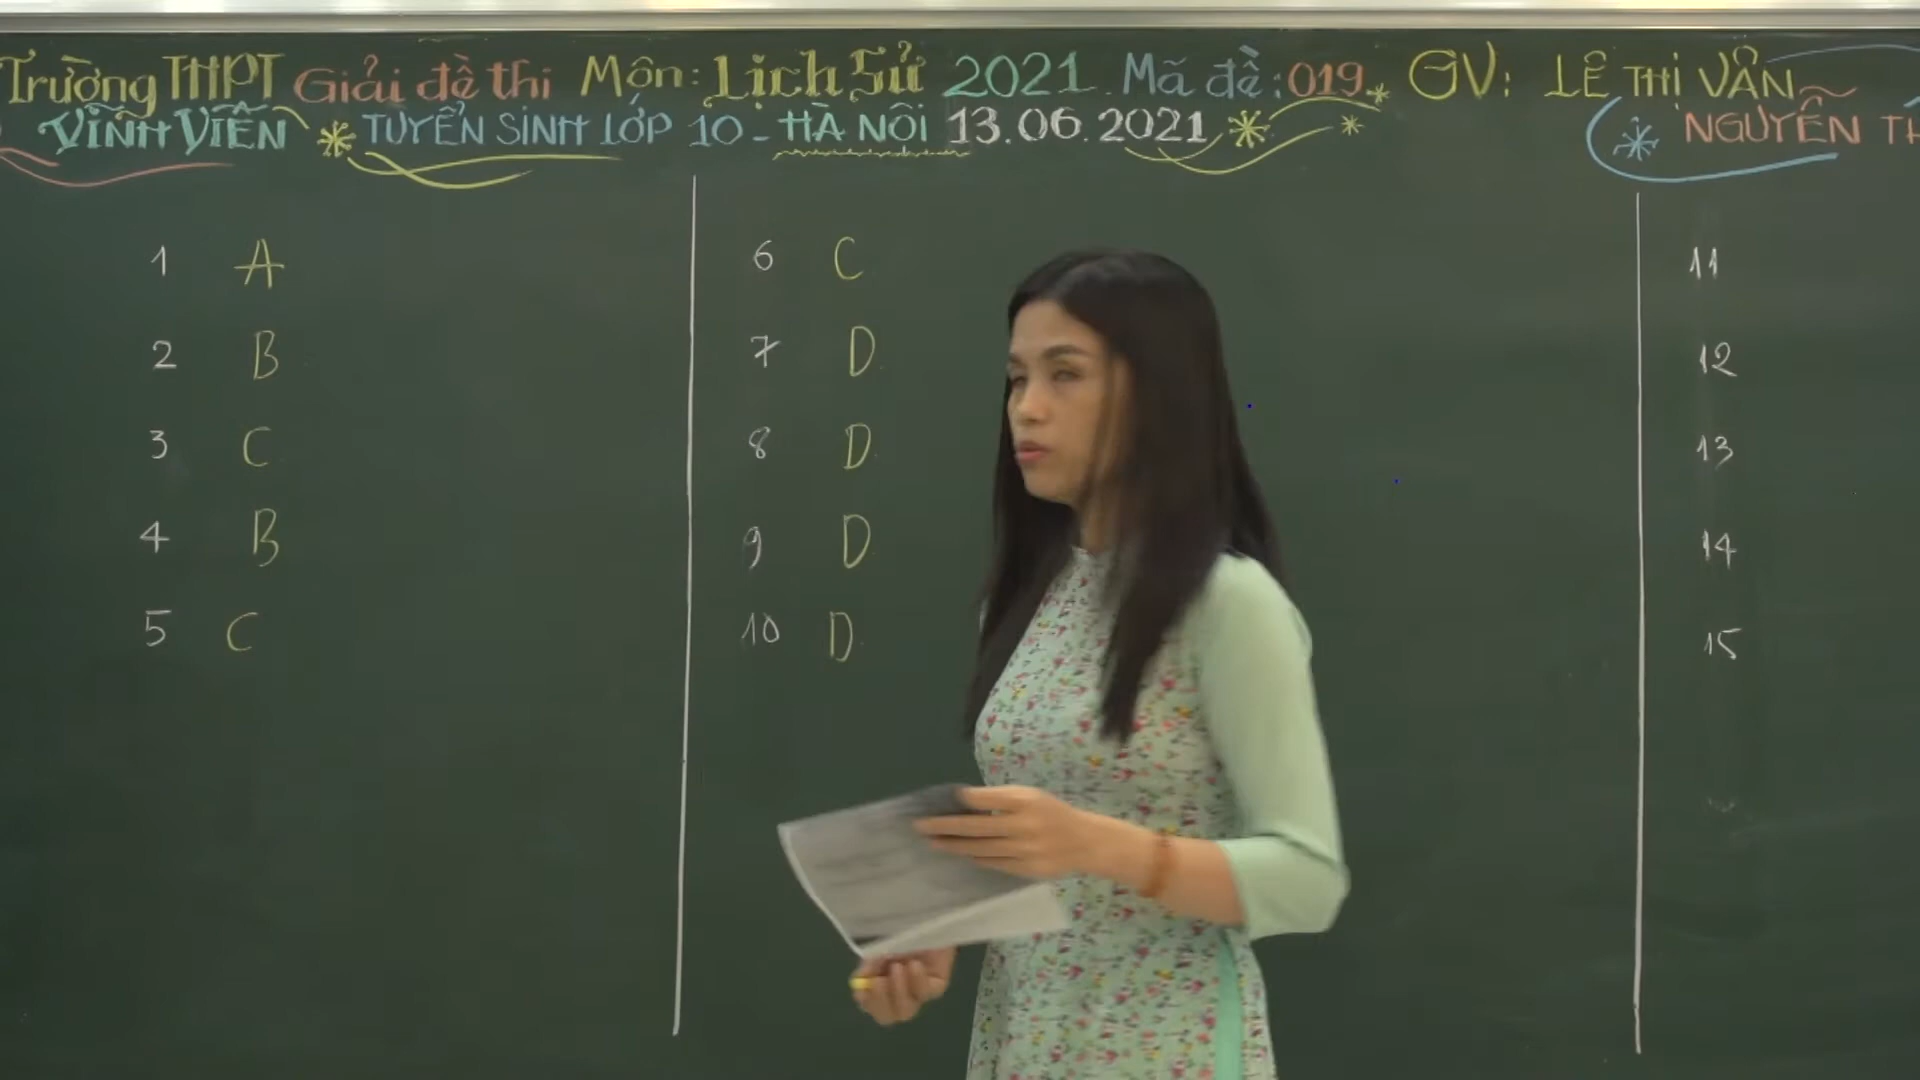 Trường THPT Giải đề thi Môn: Lịch Sử 2021. Mã đề: 019 GV: LÊ THỊ VÂN
VĨNH VIỄN TUYỂN SINH LỚP 10 - HÀ NỘI 13.06.2021 NGUYỄN
1 A
2 B
3 C
4 B
5 C
6 C
7 D
8 D
9 D
10 D
11
12
13
14
15